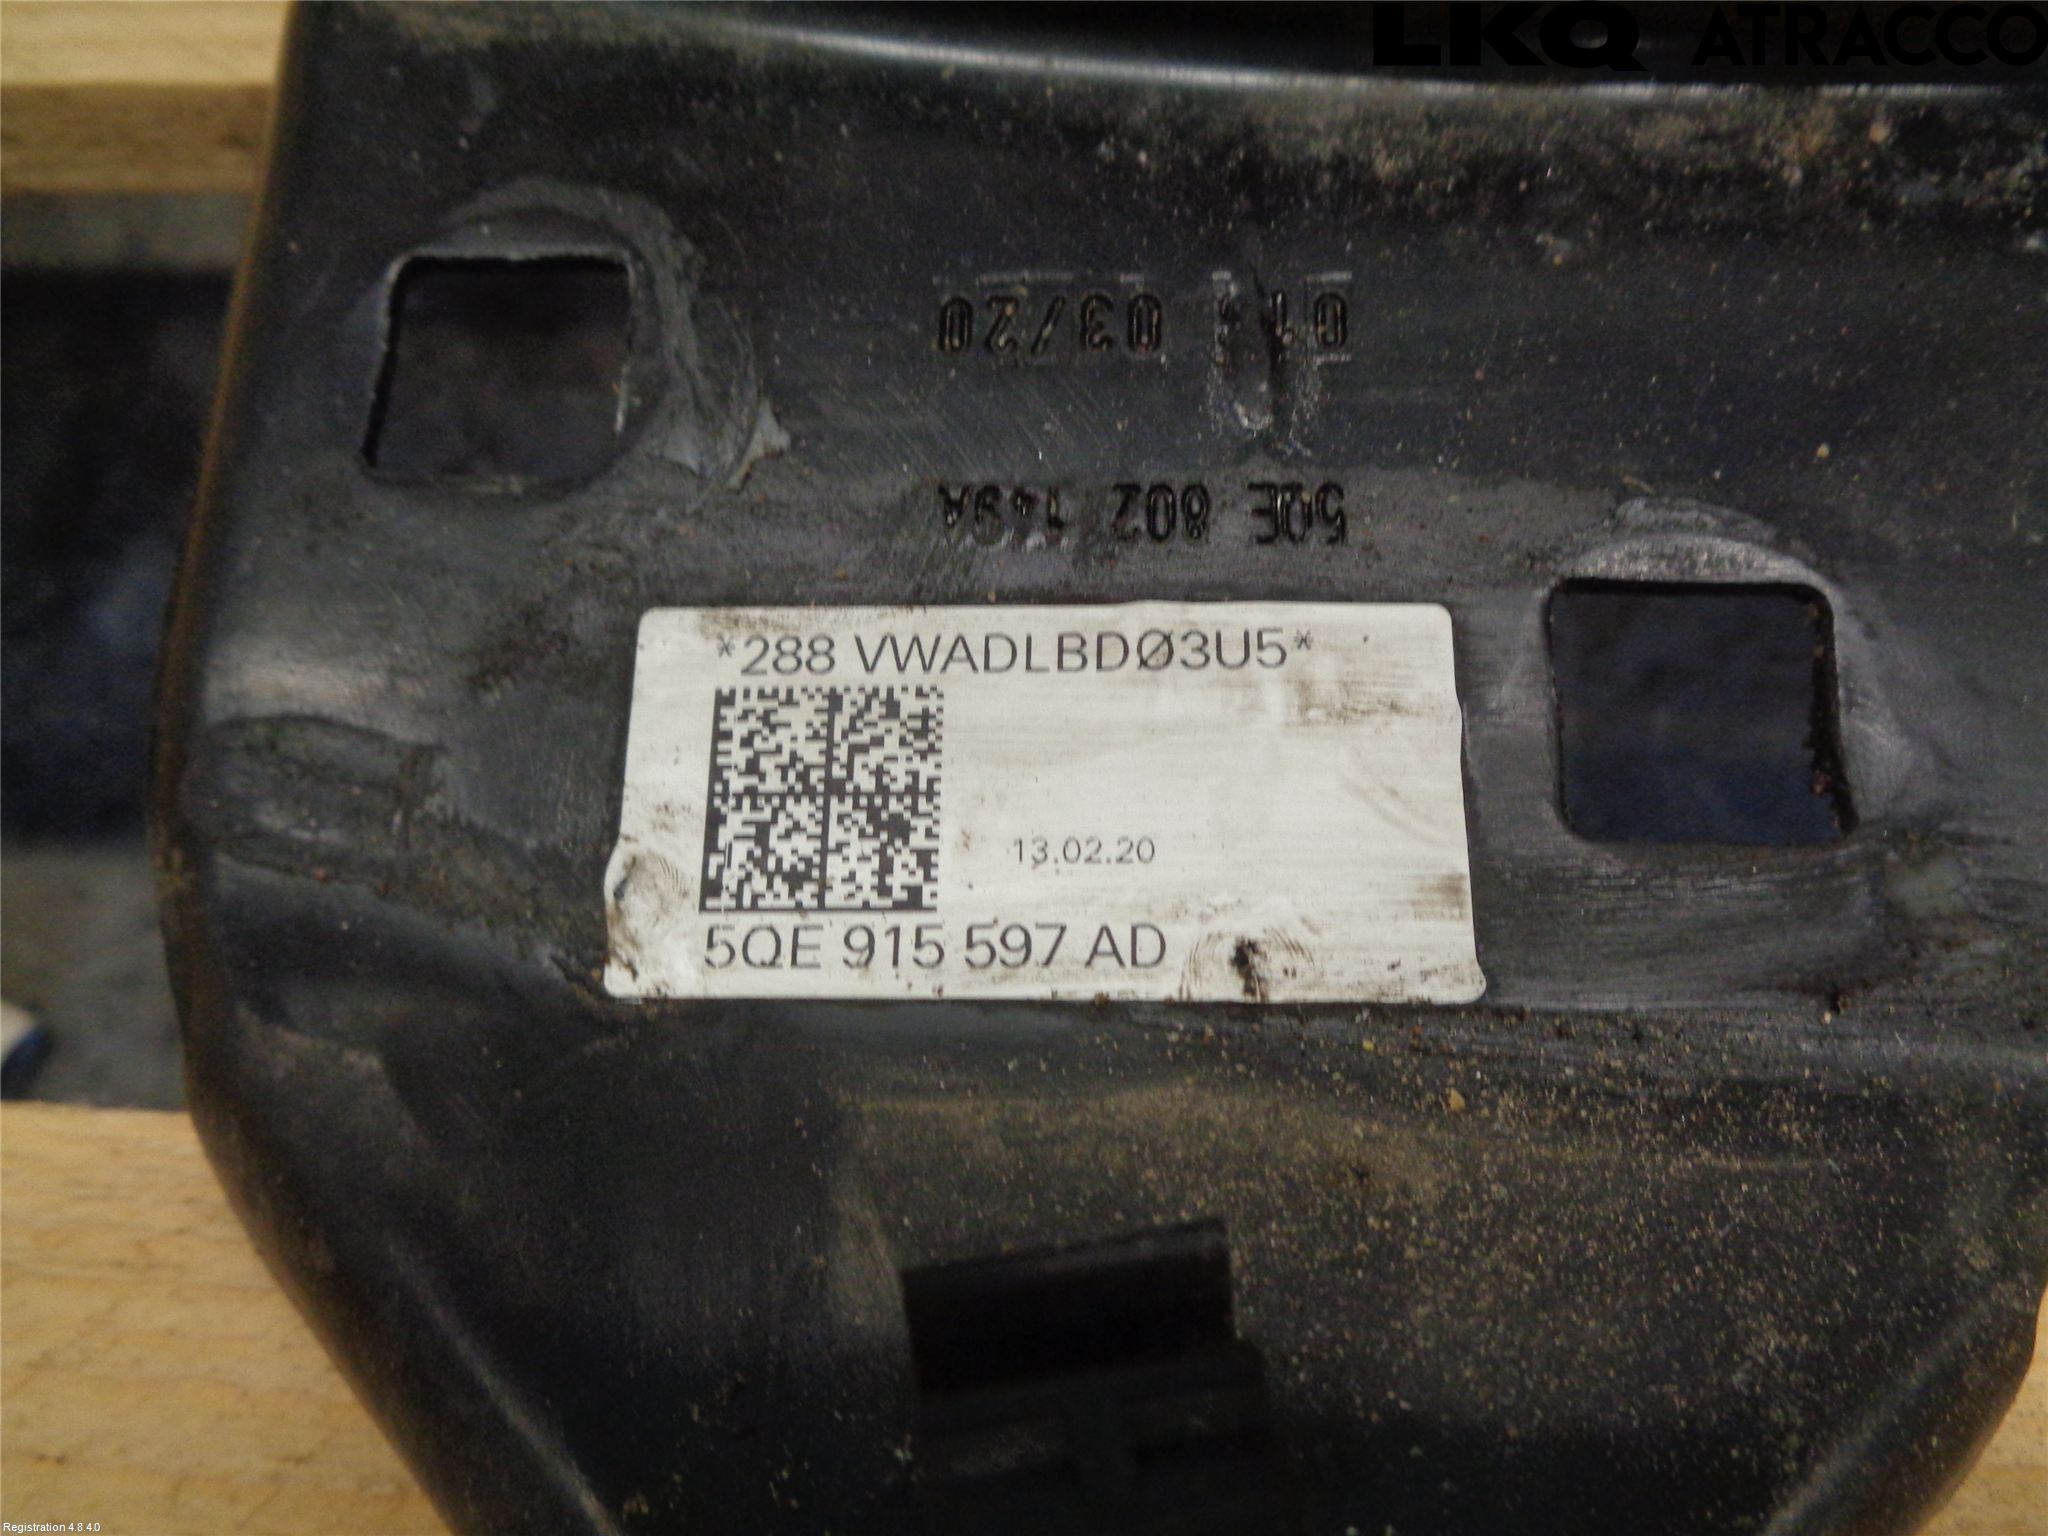 LKQ ATRACCO
01 03/20
5QE 802 149A
*288 VWADLBDØ3U5*
13.02.20
5QE 915 597 AD
Registration 4.8.4.0